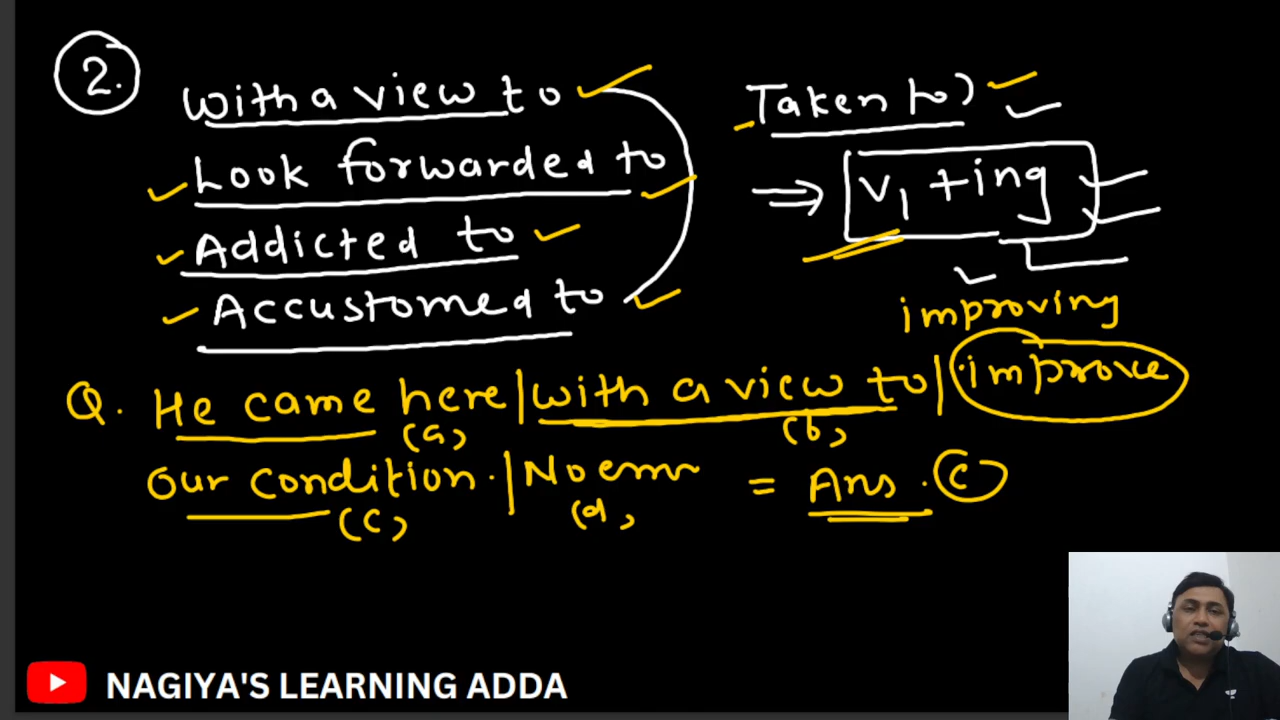 2.
With a view to
Look forwarded to
Addicted to
Accustomed to
Taken to)
⇒ V1 + ing
improving
Q. He came here | with a view to | improve
(a) (b)
Our condition. | No error = Ans. (c)
(c) (d)
NAGIYA'S LEARNING ADDA